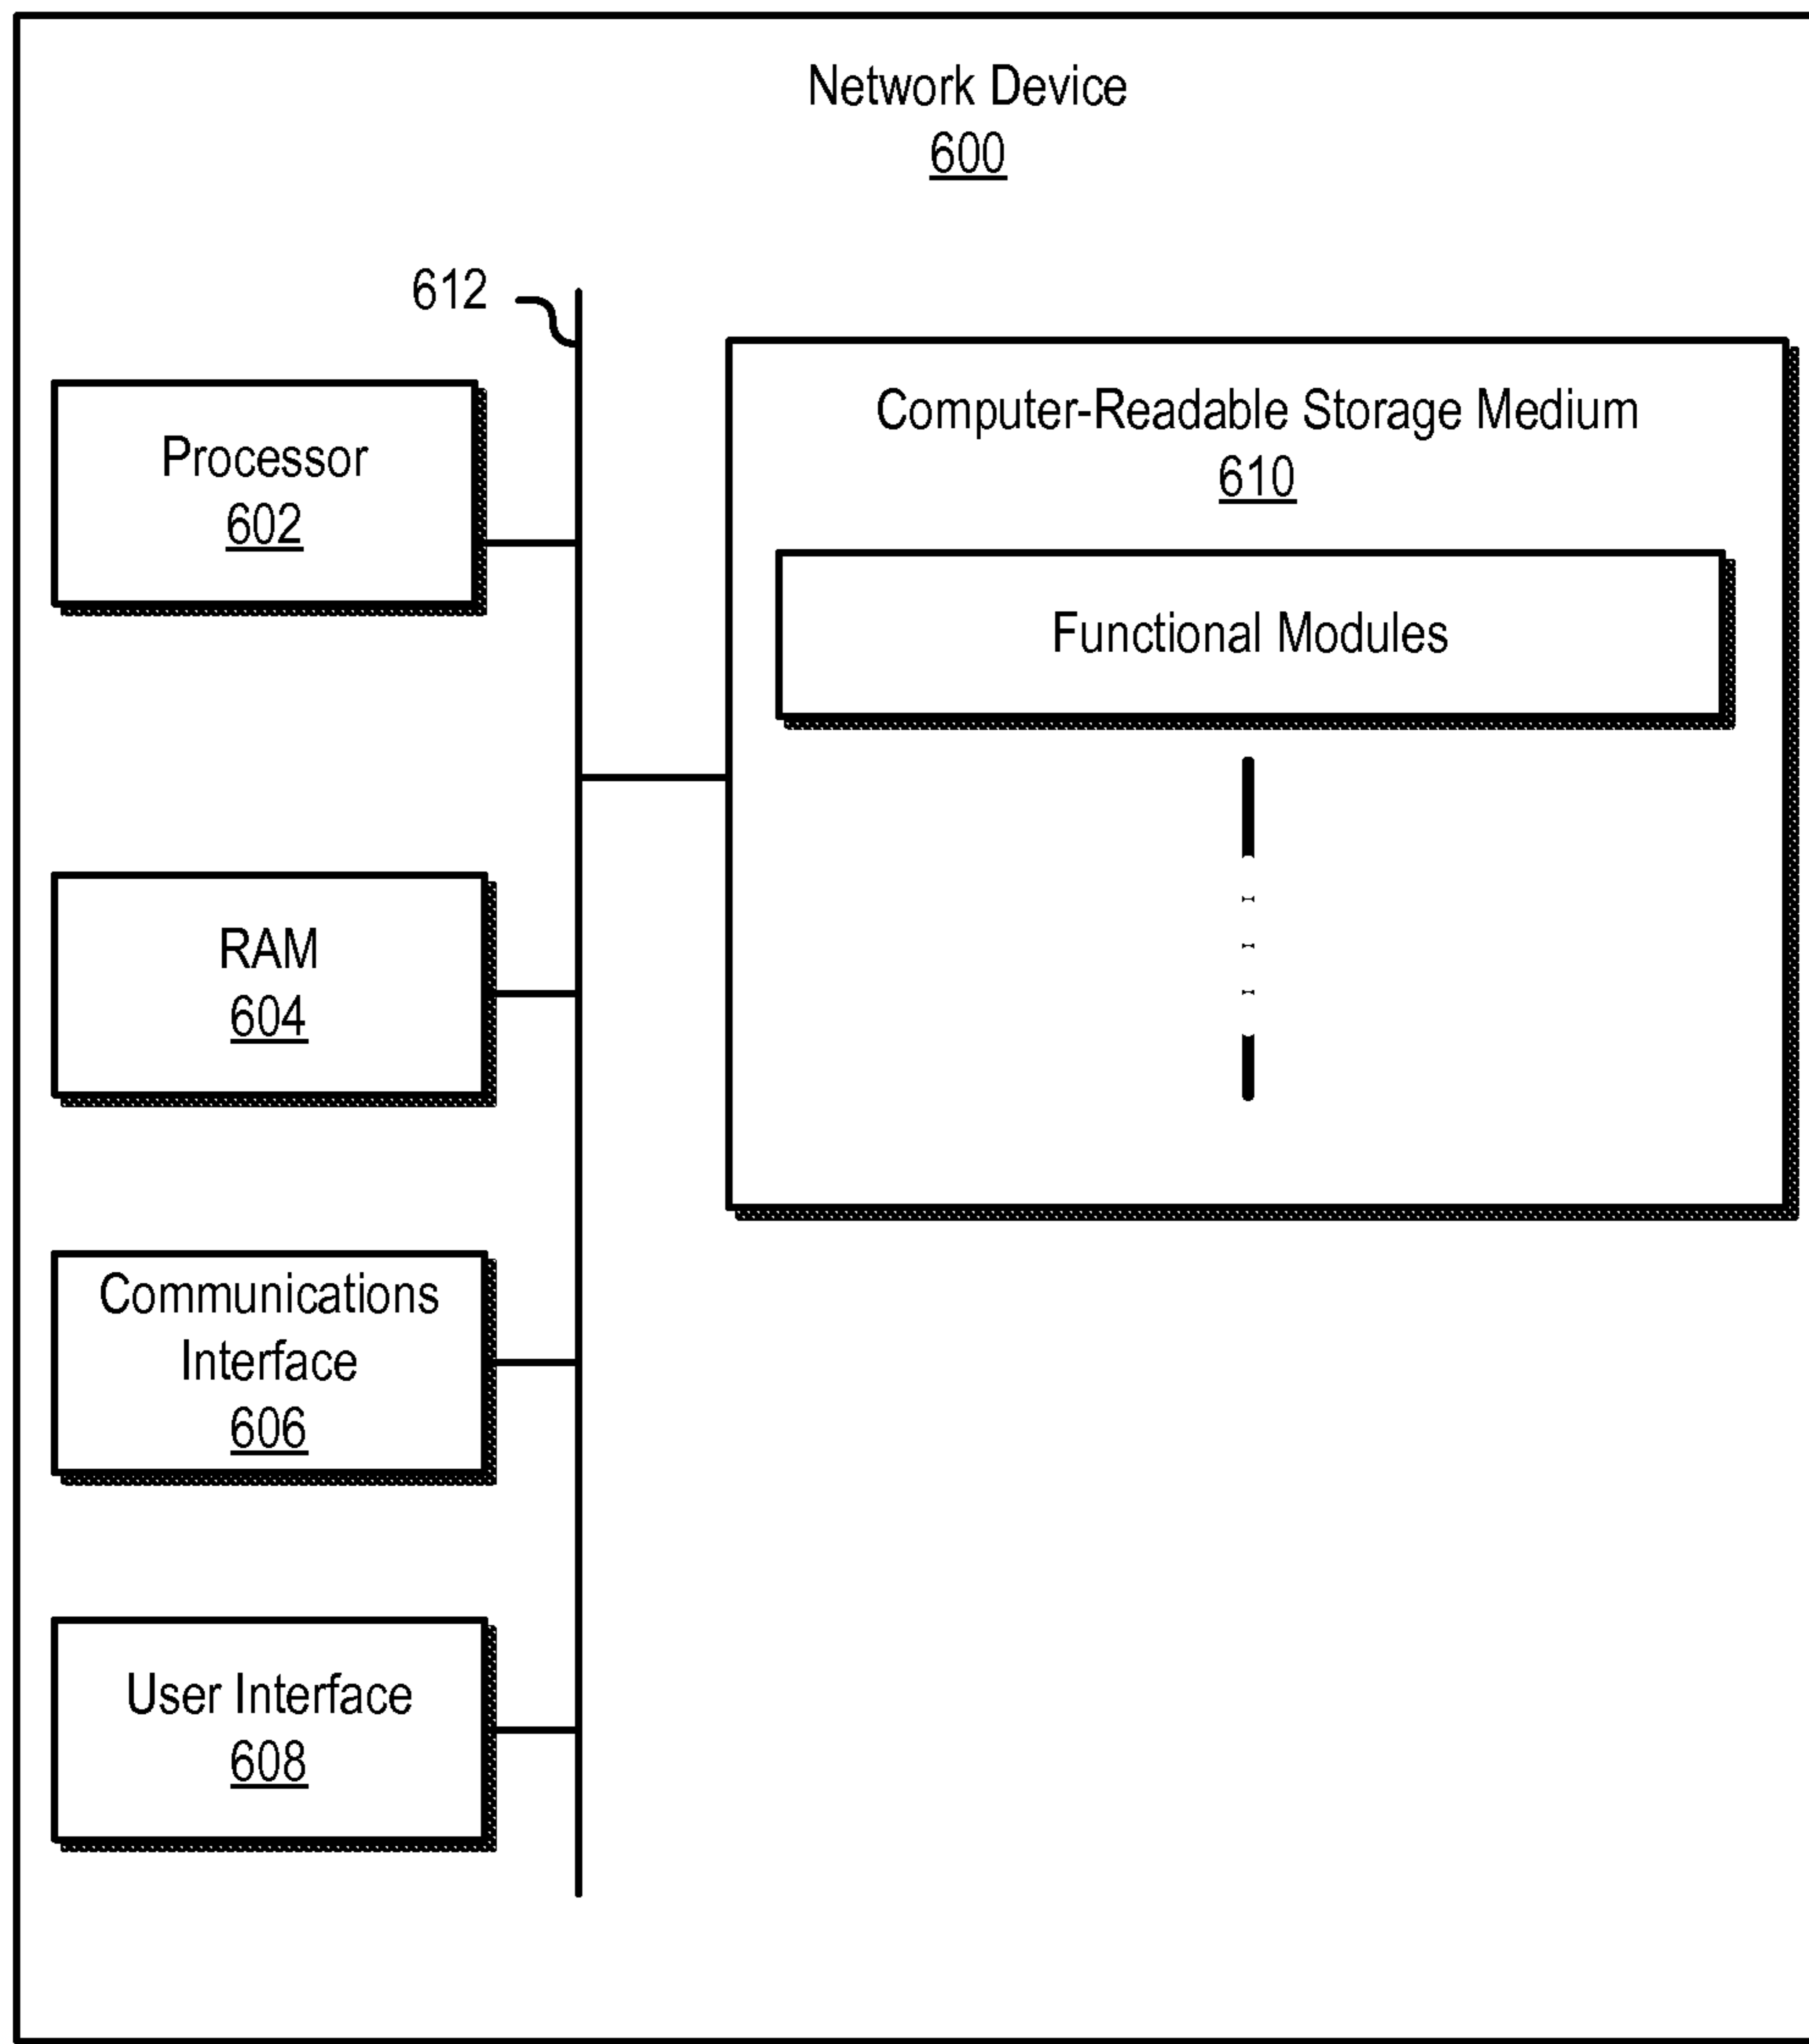 Network Device
600
612
Processor
602
Computer-Readable Storage Medium
610
Functional Modules
RAM
604
Communications
Interface
606
User Interface
608